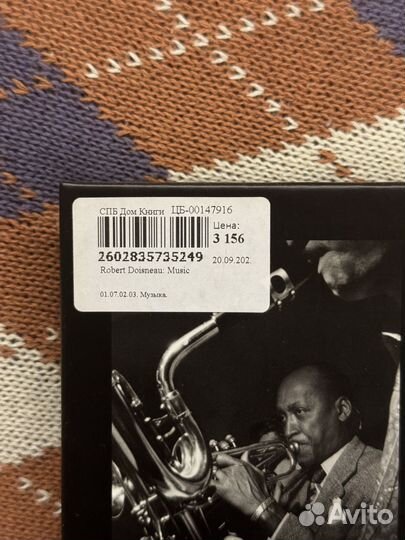 СПБ Дом Книги ЦБ-00147916
Цена:
3 156
2602835735249 20.09.202.
Robert Doisneau: Music
01.07.02.03. Музыка.
Avito